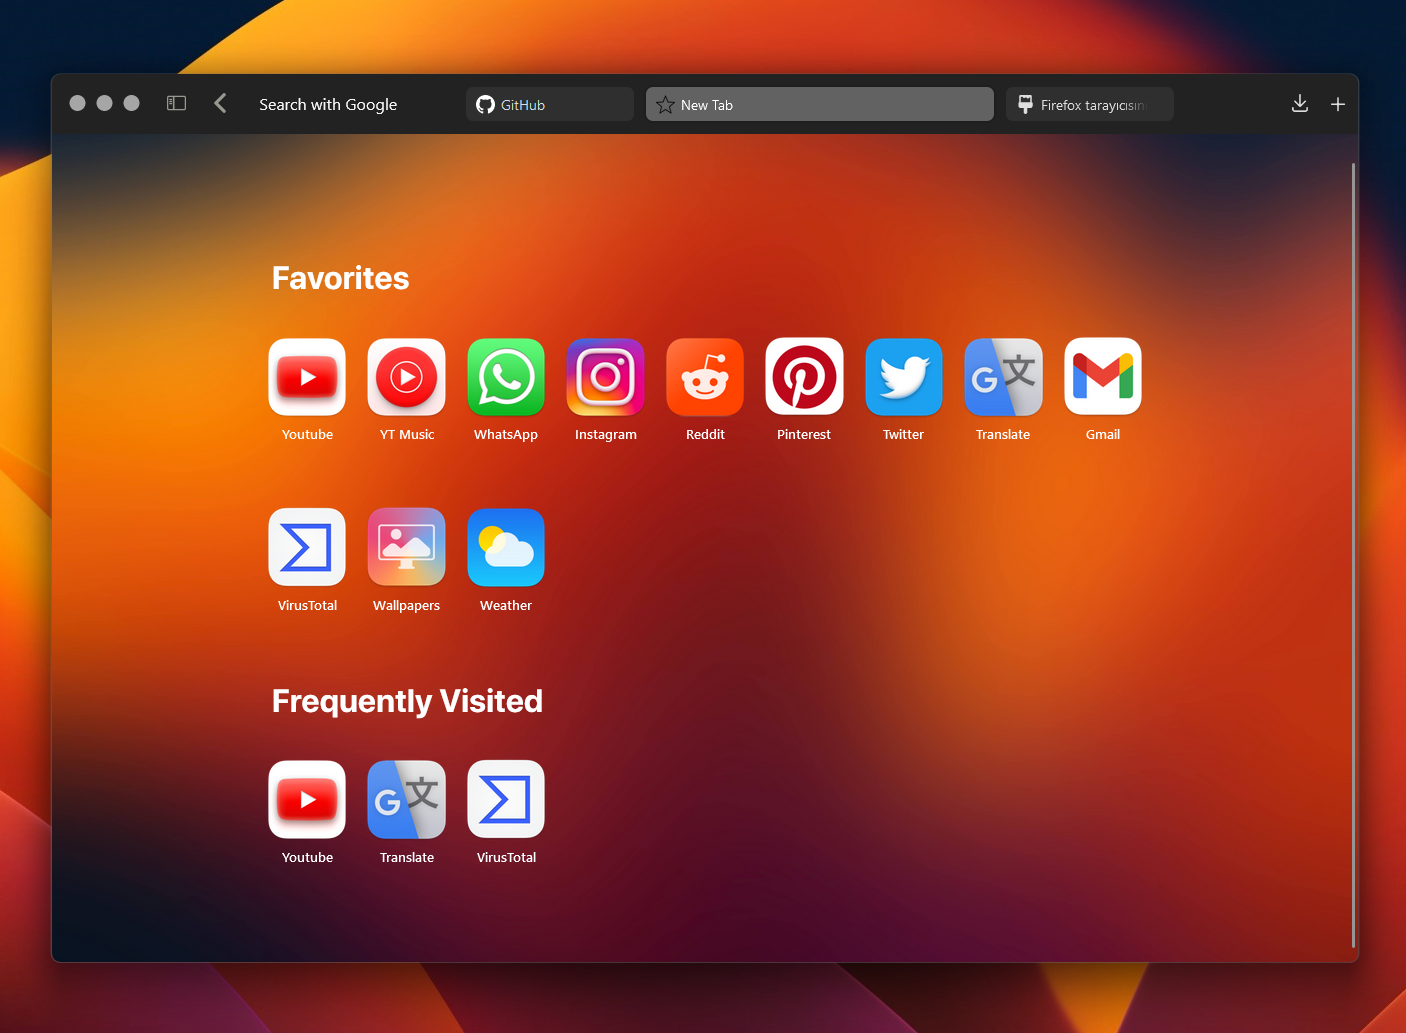 Search with Google
GitHub
New Tab
Firefox tarayıcısın
Favorites
Youtube
YT Music
WhatsApp
Instagram
Reddit
Pinterest
Twitter
Translate
Gmail
VirusTotal
Wallpapers
Weather
Frequently Visited
Youtube
Translate
VirusTotal